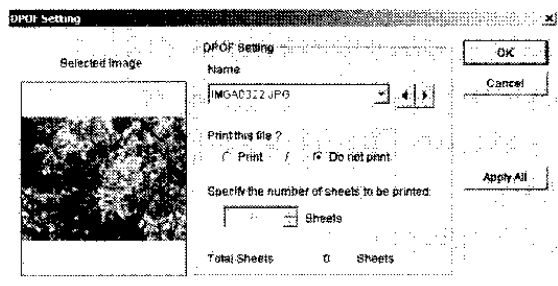 DPOF Setting
Selected Image
DPOF Setting
Name
IMGA0322.JPG
Print this file ?
Print / Do not print
Specify the number of sheets to be printed:
Sheets
Total Sheets 0 Sheets
OK
Cancel
Apply All